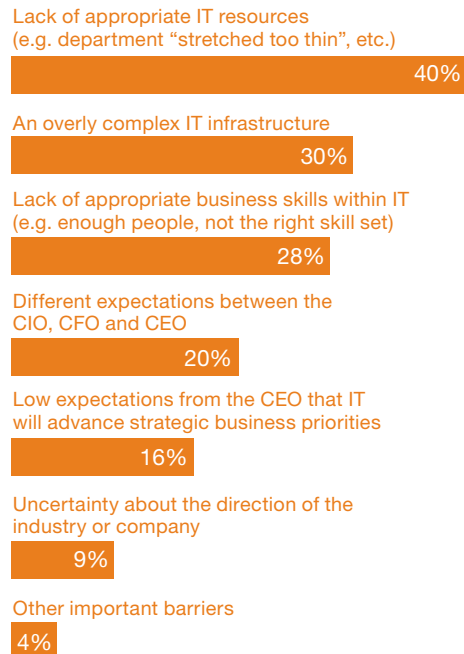 Lack of appropriate IT resources
(e.g. department “stretched too thin”, etc.)
40%
An overly complex IT infrastructure
30%
Lack of appropriate business skills within IT
(e.g. enough people, not the right skill set)
28%
Different expectations between the
CIO, CFO and CEO
20%
Low expectations from the CEO that IT
will advance strategic business priorities
16%
Uncertainty about the direction of the
industry or company
9%
Other important barriers
4%